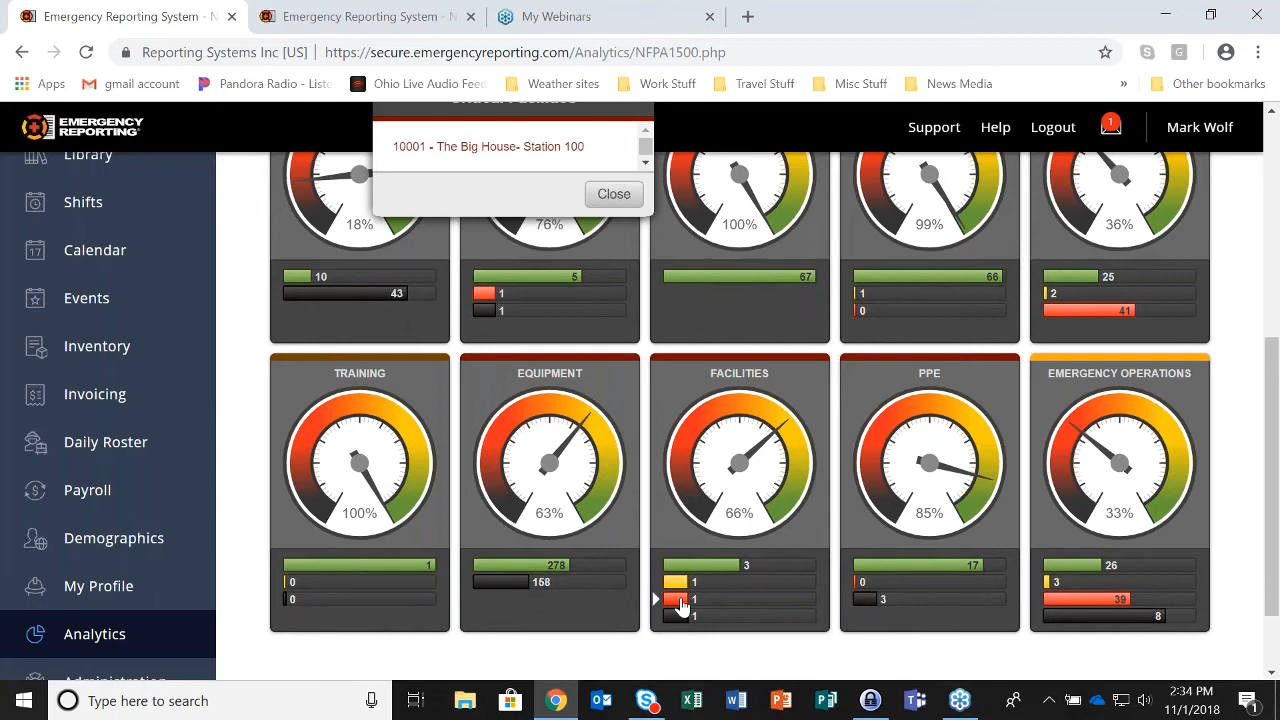 Emergency Reporting System - N
Emergency Reporting System - N
My Webinars
Reporting Systems Inc [US]
https://secure.emergencyreporting.com/Analytics/NFPA1500.php
Apps
gmail account
Pandora Radio - Liste
Ohio Live Audio Feed
Weather sites
Work Stuff
Travel Stuff
Misc Stuff
News Media
»
Other bookmarks
EMERGENCY
REPORTING
Support
Help
Logout
1
Mark Wolf
10001 - The Big House- Station 100
Close
Library
Shifts
Calendar
Events
Inventory
Invoicing
Daily Roster
Payroll
Demographics
My Profile
Analytics
18%
10
43
76%
5
1
1
100%
67
99%
66
1
0
36%
25
2
41
TRAINING
100%
1
0
0
EQUIPMENT
63%
278
158
FACILITIES
66%
3
1
1
1
PPE
85%
17
0
3
EMERGENCY OPERATIONS
33%
26
3
39
8
Type here to search
2:34 PM
11/1/2018